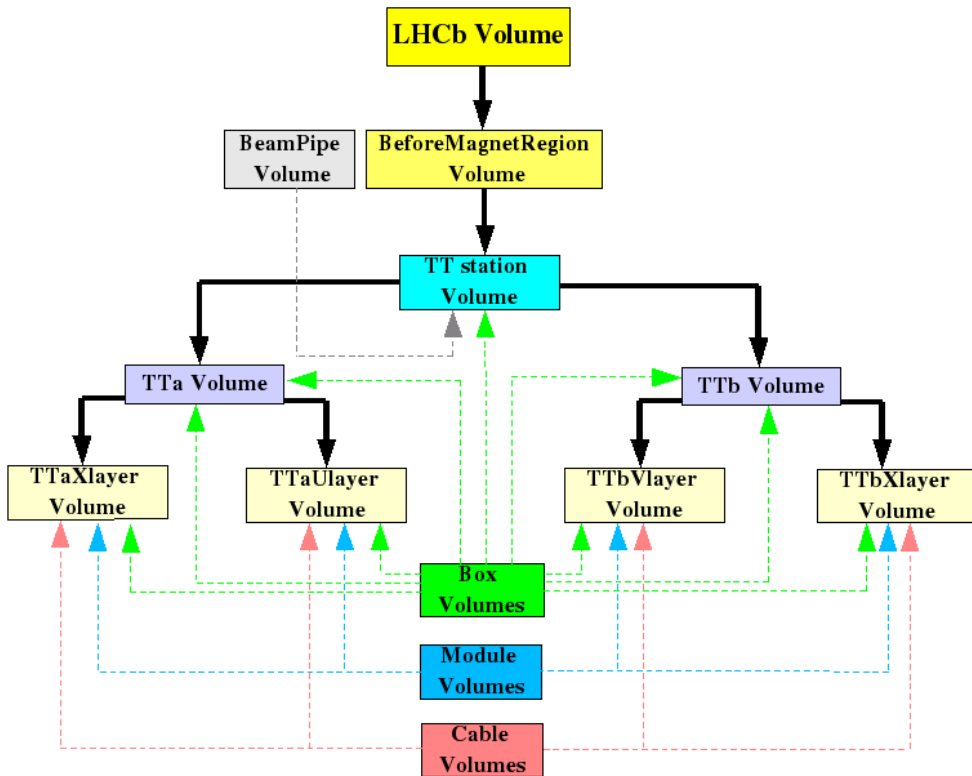 LHCb Volume
BeamPipe
Volume
BeforeMagnetRegion
Volume
TT station
Volume
TTa Volume
TTb Volume
TTaXlayer
Volume
TTaUlayer
Volume
TTbVlayer
Volume
TTbXlayer
Volume
Box
Volumes
Module
Volumes
Cable
Volumes